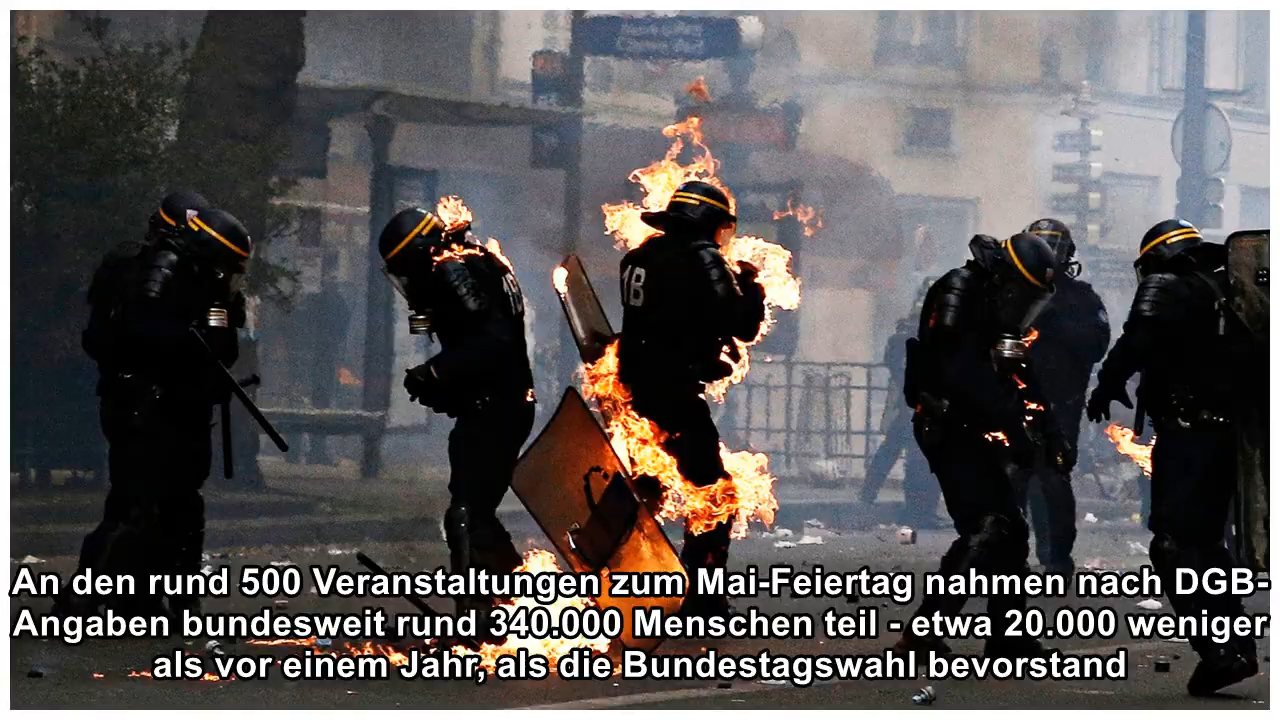 1B
An den rund 500 Veranstaltungen zum Mai-Feiertag nahmen nach DGB-
Angaben bundesweit rund 340.000 Menschen teil - etwa 20.000 weniger
als vor einem Jahr, als die Bundestagswahl bevorstand